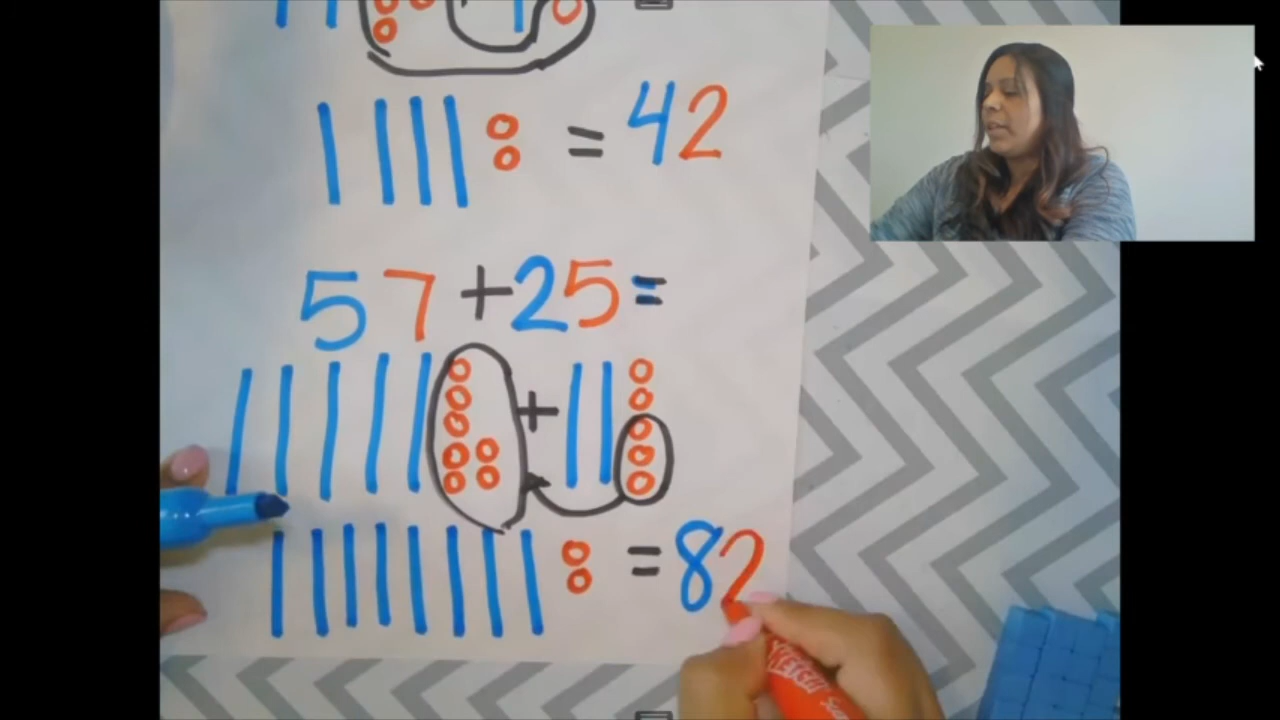 = 42
57 + 25 =
+
= 82